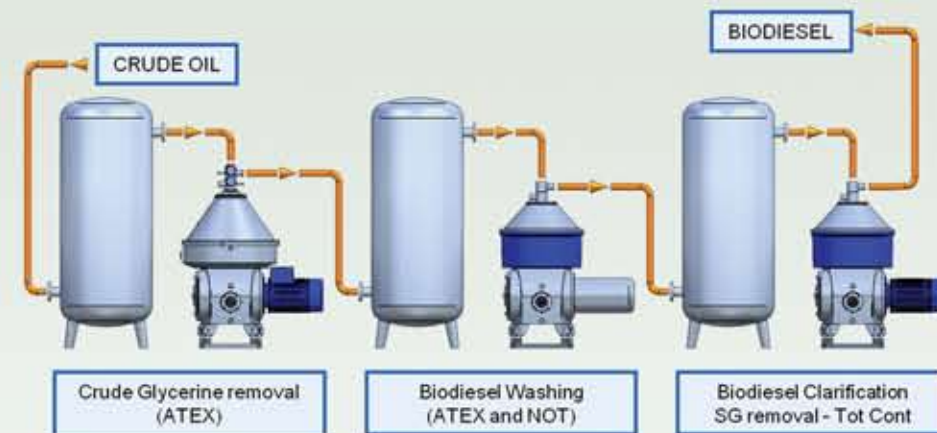 CRUDE OIL
BIODIESEL
Crude Glycerine removal
(ATEX)
Biodiesel Washing
(ATEX and NOT)
Biodiesel Clarification
SG removal - Tot Cont